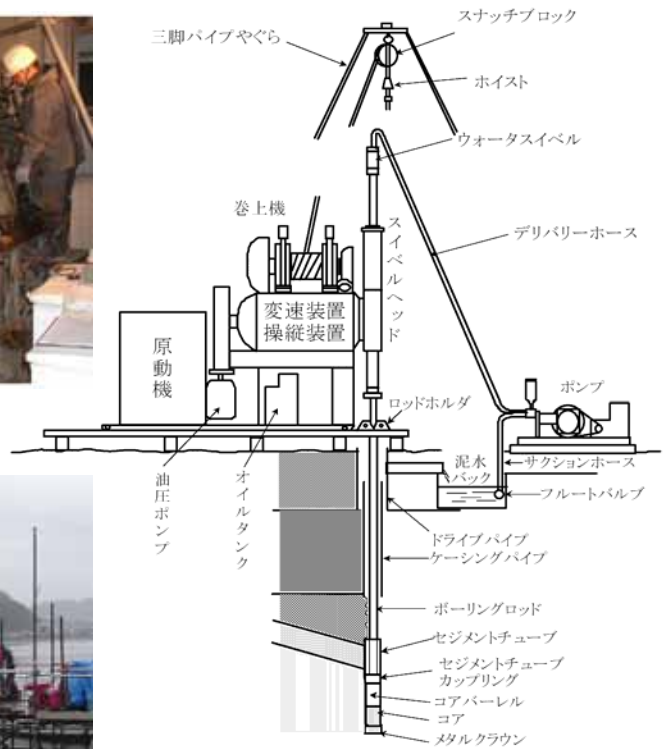 スナッチブロック
三脚パイプやぐら
ホイスト
ウォータスイベル
巻上機
スイベルヘッド
デリバリーホース
変速装置
操縦装置
原動機
ポンプ
ロッドホルダ
油圧ポンプ
オイルタンク
泥水
バック
サクションホース
フルートバルブ
ドライブパイプ
ケーシングパイプ
ボーリングロッド
セジメントチューブ
セジメントチューブ
カップリング
コアバーレル
コア
メタルクラウン